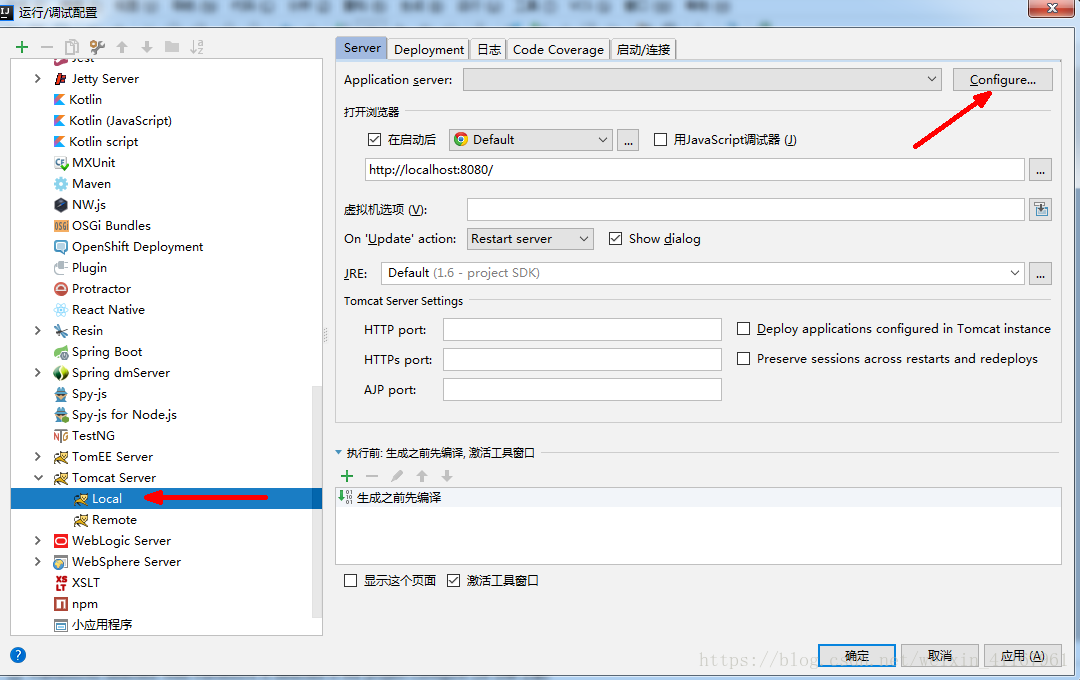 运行/调试配置
Jetty Server
Kotlin
Kotlin (JavaScript)
Kotlin script
MXUnit
Maven
NW.js
OSGi Bundles
OpenShift Deployment
Plugin
Protractor
React Native
Resin
Spring Boot
Spring dmServer
Spy-js
Spy-js for Node.js
TestNG
TomEE Server
Tomcat Server
Local
Remote
WebLogic Server
WebSphere Server
XSLT
npm
小应用程序
Server Deployment 日志 Code Coverage 启动/连接
Application server: Configure...
打开浏览器
在启动后 Default ... 用JavaScript调试器 (J)
http://localhost:8080/ ...
虚拟机选项 (V):
On 'Update' action: Restart server Show dialog
JRE: Default (1.6 - project SDK) ...
Tomcat Server Settings
HTTP port: Deploy applications configured in Tomcat instance
HTTPs port: Preserve sessions across restarts and redeploys
AJP port:
执行前: 生成之前先编译, 激活工具窗口
生成之前先编译
显示这个页面 激活工具窗口
确定 取消 应用 (A)